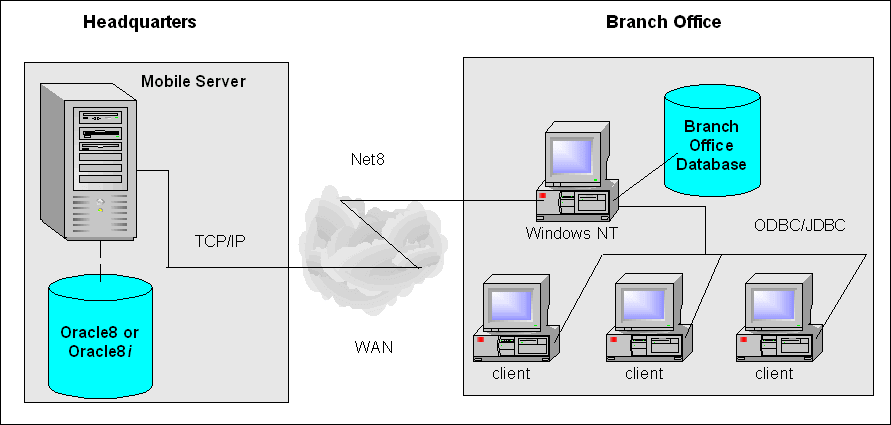 Headquarters
Branch Office
Mobile Server
Branch
Office
Database
Net8
Windows NT
ODBC/JDBC
TCP/IP
Oracle8 or
Oracle8i
WAN
client
client
client